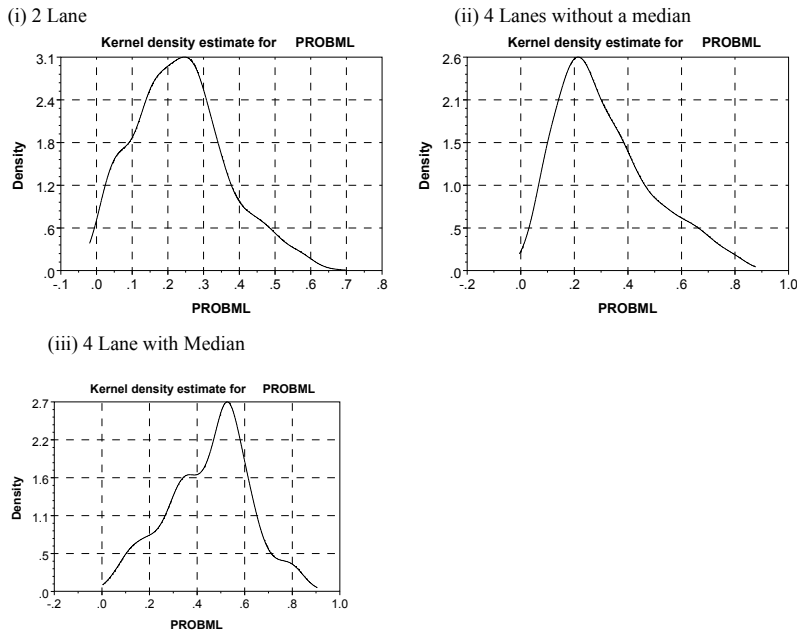 (i) 2 Lane
Kernel density estimate for PROBML
3.1
2.4
1.8
1.2
.6
.0
Density
-.1 .0 .1 .2 .3 .4 .5 .6 .7 .8
PROBML
(ii) 4 Lanes without a median
Kernel density estimate for PROBML
2.6
2.1
1.5
1.0
.5
.0
Density
-.2 .0 .2 .4 .6 .8 1.0
PROBML
(iii) 4 Lane with Median
Kernel density estimate for PROBML
2.7
2.2
1.6
1.1
.5
.0
Density
-.2 .0 .2 .4 .6 .8 1.0
PROBML